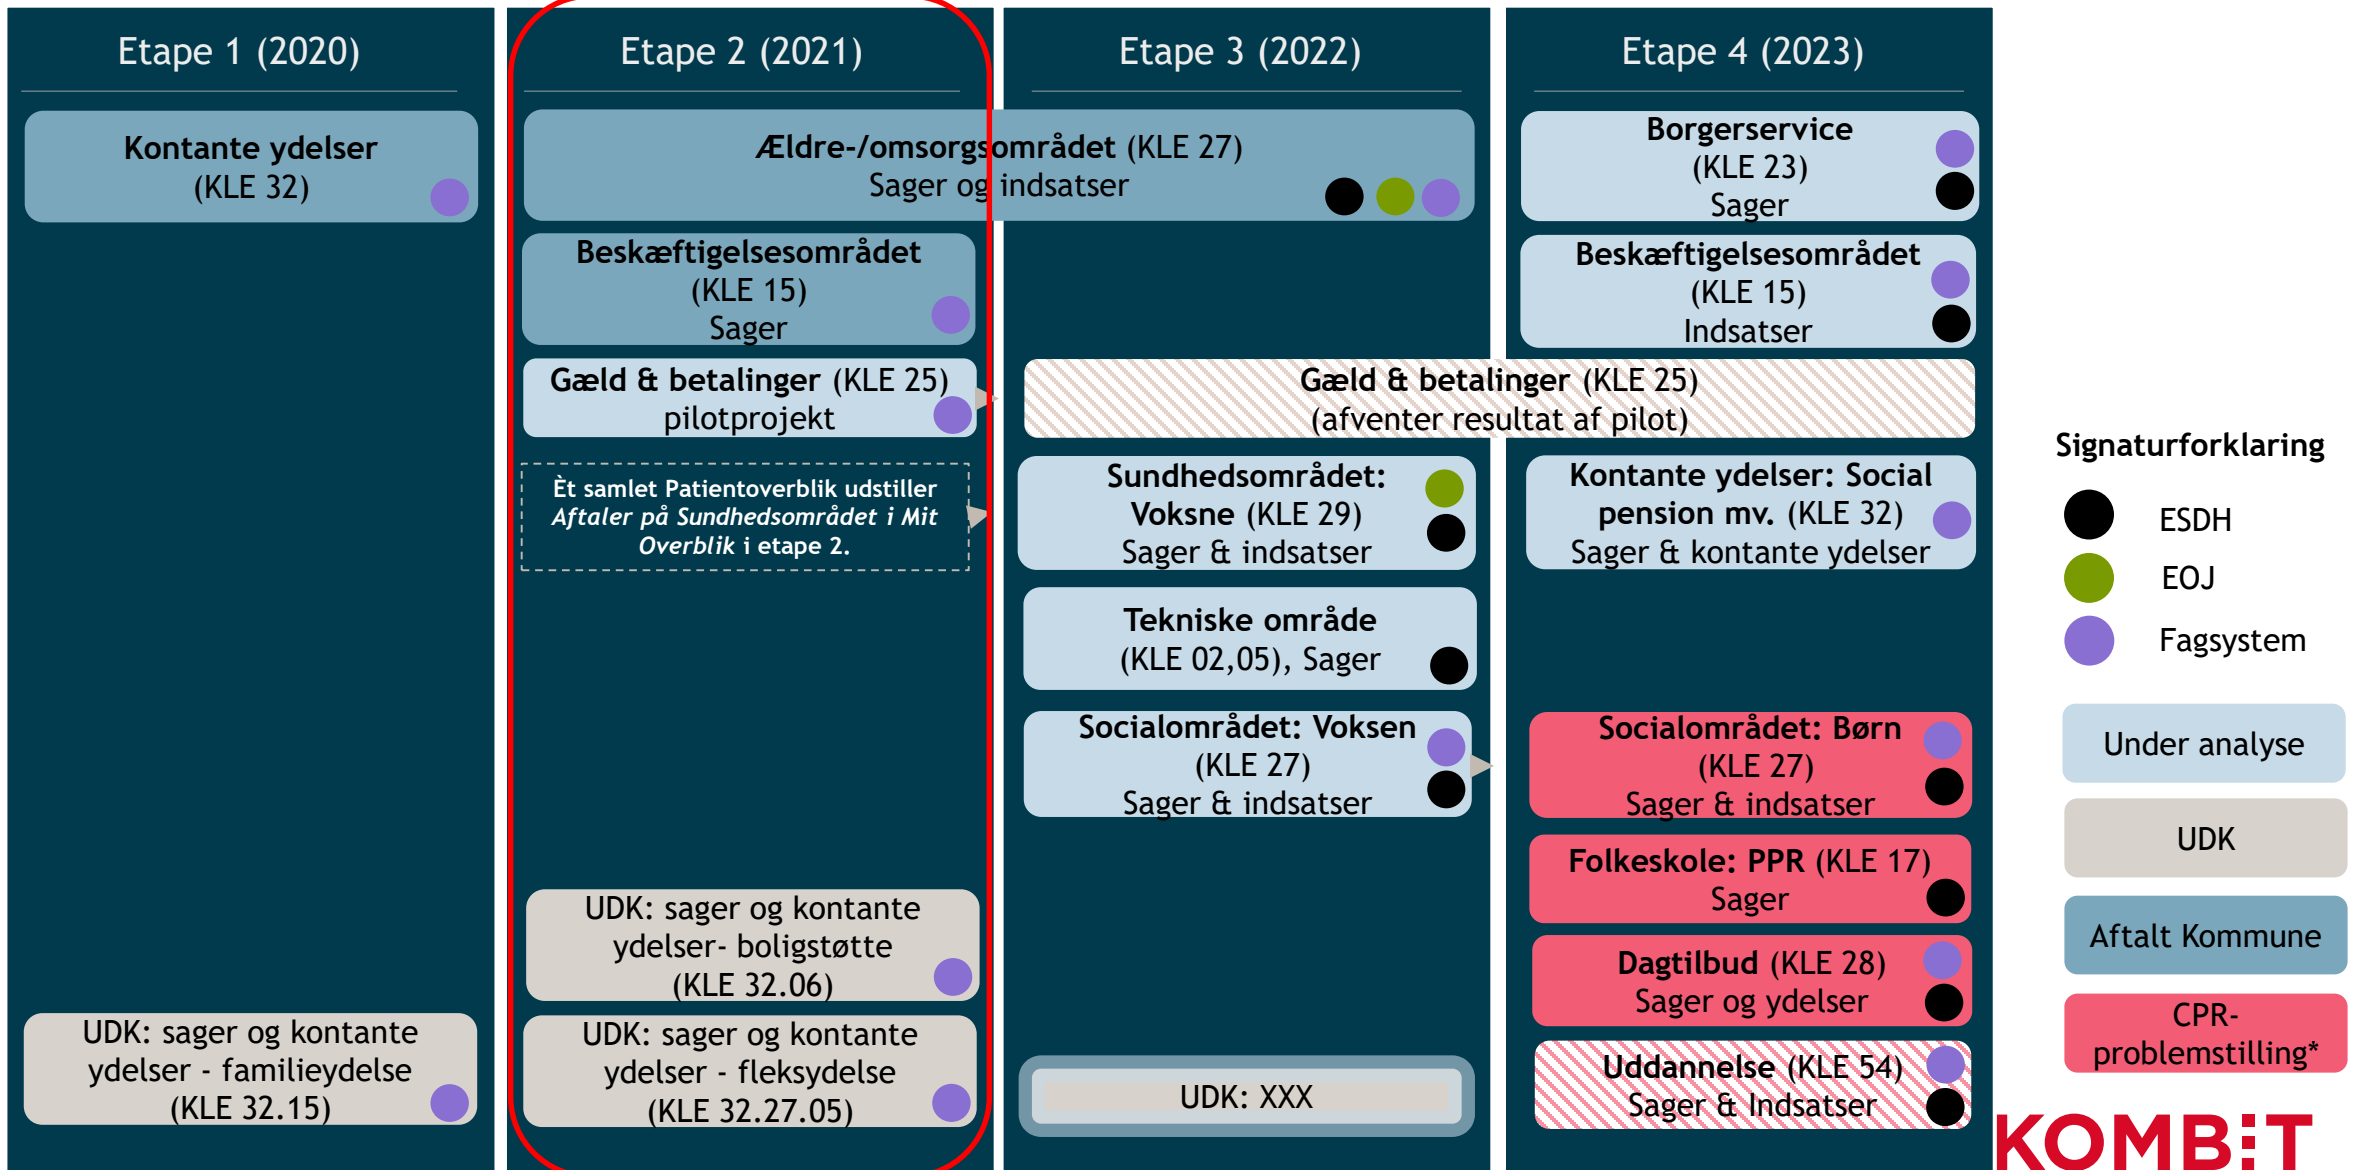 Etape 1 (2020)
Kontante ydelser
(KLE 32)
UDK: sager og kontante
ydelser - familieydelse
(KLE 32.15)
Etape 2 (2021)
Ældre-/omsorgsområdet (KLE 27)
Sager og indsatser
Beskæftigelsesområdet
(KLE 15)
Sager
Gæld & betalinger (KLE 25)
pilotprojekt
Èt samlet Patientoverblik udstiller
Aftaler på Sundhedsområdet i Mit
Overblik i etape 2.
UDK: sager og kontante
ydelser- boligstøtte
(KLE 32.06)
UDK: sager og kontante
ydelser - fleksydelse
(KLE 32.27.05)
Etape 3 (2022)
Gæld & betalinger (KLE 25)
(afventer resultat af pilot)
Sundhedsområdet:
Voksne (KLE 29)
Sager & indsatser
Tekniske område
(KLE 02,05), Sager
Socialområdet: Voksen
(KLE 27)
Sager & indsatser
UDK: XXX
Etape 4 (2023)
Borgerservice
(KLE 23)
Sager
Beskæftigelsesområdet
(KLE 15)
Indsatser
Kontante ydelser: Social
pension mv. (KLE 32)
Sager & kontante ydelser
Socialområdet: Børn
(KLE 27)
Sager & indsatser
Folkeskole: PPR (KLE 17)
Sager
Dagtilbud (KLE 28)
Sager og ydelser
Uddannelse (KLE 54)
Sager & Indsatser
Signaturforklaring
ESDH
EOJ
Fagsystem
Under analyse
UDK
Aftalt Kommune
CPR-
problemstilling*
KOMBIT